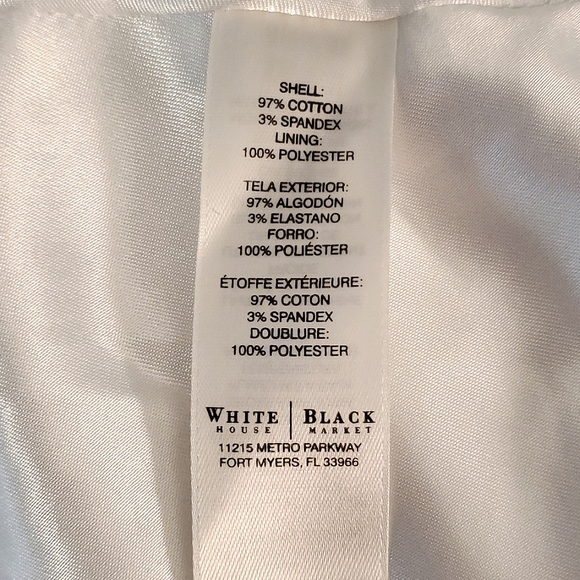 SHELL:
97% COTTON
3% SPANDEX
LINING:
100% POLYESTER
TELA EXTERIOR:
97% ALGODÓN
3% ELASTANO
FORRO:
100% POLIÉSTER
ÉTOFFE EXTÉRIEURE:
97% COTON
3% SPANDEX
DOUBLURE:
100% POLYESTER
WHITE | BLACK
HOUSE MARKET
11215 METRO PARKWAY
FORT MYERS, FL 33966